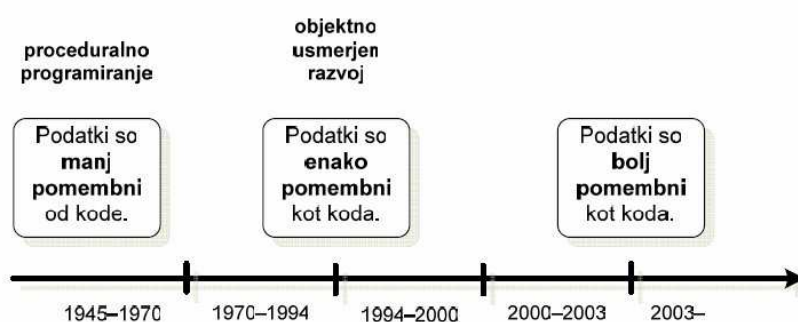 proceduralno
programiranje
objektno
usmerjen
razvoj
Podatki so
manj
pomembni
od kode.
Podatki so
enako
pomembni
kot koda.
Podatki so
bolj
pomembni
kot koda.
1945–1970
1970–1994
1994–2000
2000–2003
2003–